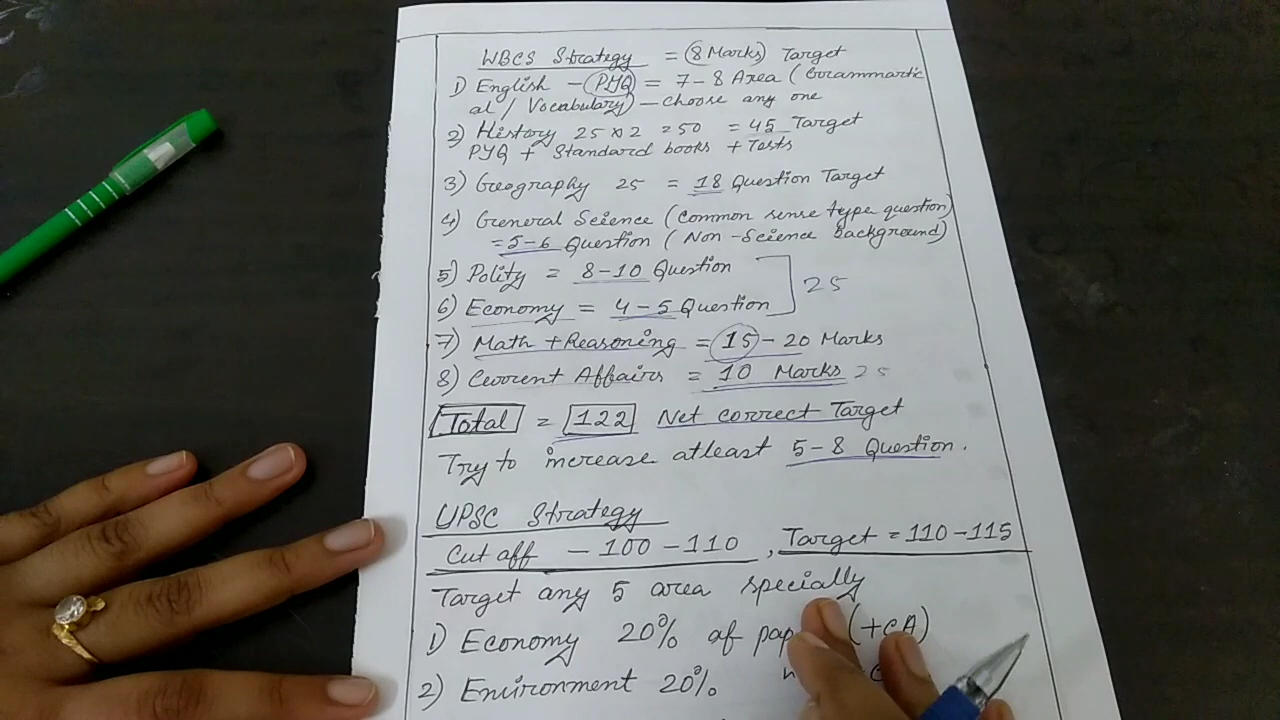 WBCS Strategy = (8 Marks) Target
1) English - PYQ = 7-8 Area (Grammartic
al / Vocabulary) - choose any one
2) History 25 x 2 = 50 = 45 Target
PYQ + Standard books + Tests
3) Geography 25 = 18 Question Target
4) General Science (Common sense type question)
= 5-6 Question (Non-Science Background)
5) Polity = 8-10 Question
25
6) Economy = 4-5 Question
7) Math + Reasoning = 15 - 20 Marks
8) Current Affairs = 10 Marks 25
Total = 122 Net correct Target
Try to increase atleast 5-8 Question.
UPSC Strategy
Cut off - 100 - 110, Target = 110-115
Target any 5 area specially
1) Economy 20% of (+CA)
2) Environment 20%